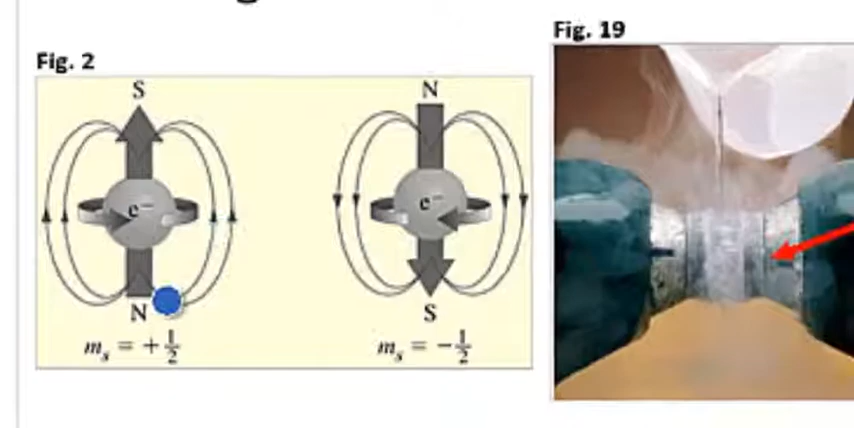 Fig. 2
S
e⁻
N
mₛ = +1/2
N
e⁻
S
mₛ = -1/2
Fig. 19